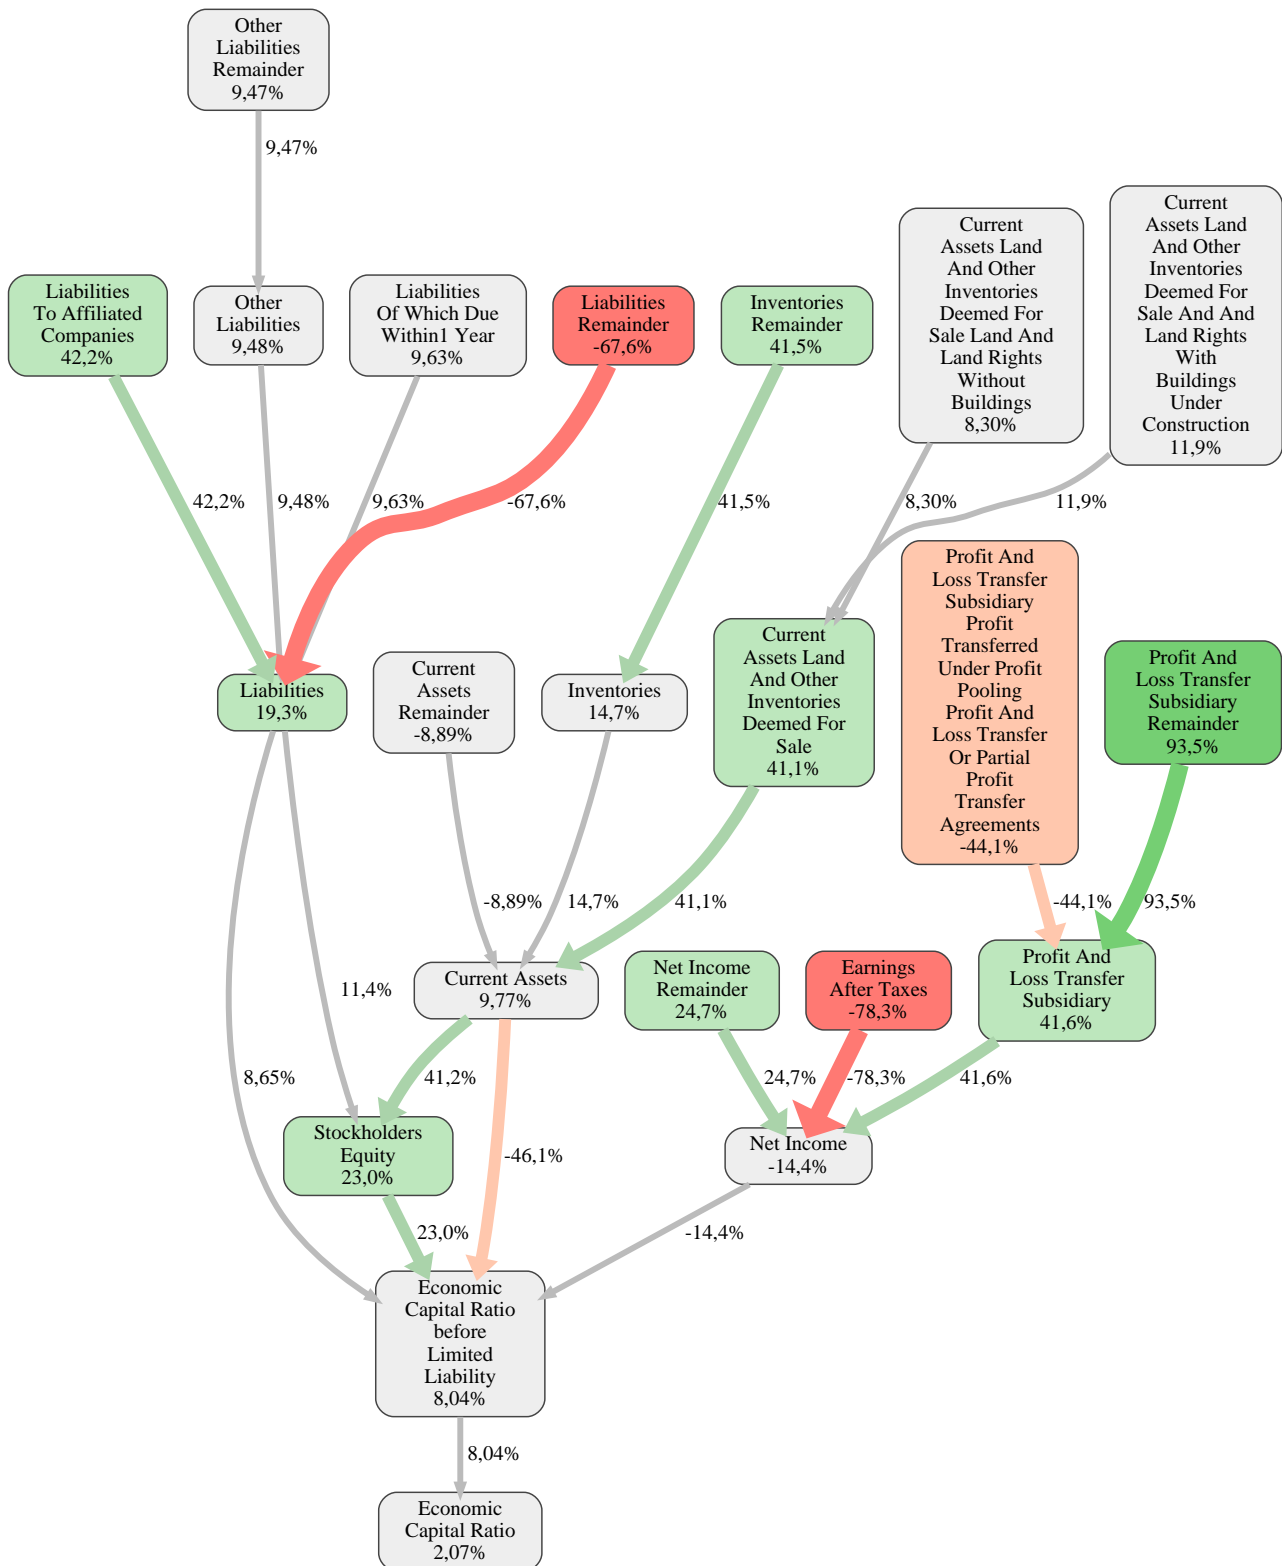 Other
Liabilities
Remainder
9,47%
9,47%
Liabilities
To Affiliated
Companies
42,2%
Other
Liabilities
9,48%
Liabilities
Of Which Due
Within1 Year
9,63%
Liabilities
Remainder
-67,6%
Inventories
Remainder
41,5%
Current
Assets Land
And Other
Inventories
Deemed For
Sale Land And
Land Rights
Without
Buildings
8,30%
Current
Assets Land
And Other
Inventories
Deemed For
Sale And And
Land Rights
With
Buildings
Under
Construction
11,9%
42,2%
9,48%
9,63%
-67,6%
41,5%
8,30%
11,9%
Liabilities
19,3%
Current
Assets
Remainder
-8,89%
Inventories
14,7%
Current
Assets Land
And Other
Inventories
Deemed For
Sale
41,1%
Profit And
Loss Transfer
Subsidiary
Profit
Transferred
Under Profit
Pooling
Profit And
Loss Transfer
Or Partial
Profit
Transfer
Agreements
-44,1%
Profit And
Loss Transfer
Subsidiary
Remainder
93,5%
-8,89%
14,7%
41,1%
-44,1%
93,5%
11,4%
Current Assets
9,77%
Net Income
Remainder
24,7%
Earnings
After Taxes
-78,3%
Profit And
Loss Transfer
Subsidiary
41,6%
8,65%
41,2%
-46,1%
24,7%
-78,3%
41,6%
Stockholders
Equity
23,0%
Net Income
-14,4%
23,0%
-14,4%
Economic
Capital Ratio
before
Limited
Liability
8,04%
8,04%
Economic
Capital Ratio
2,07%